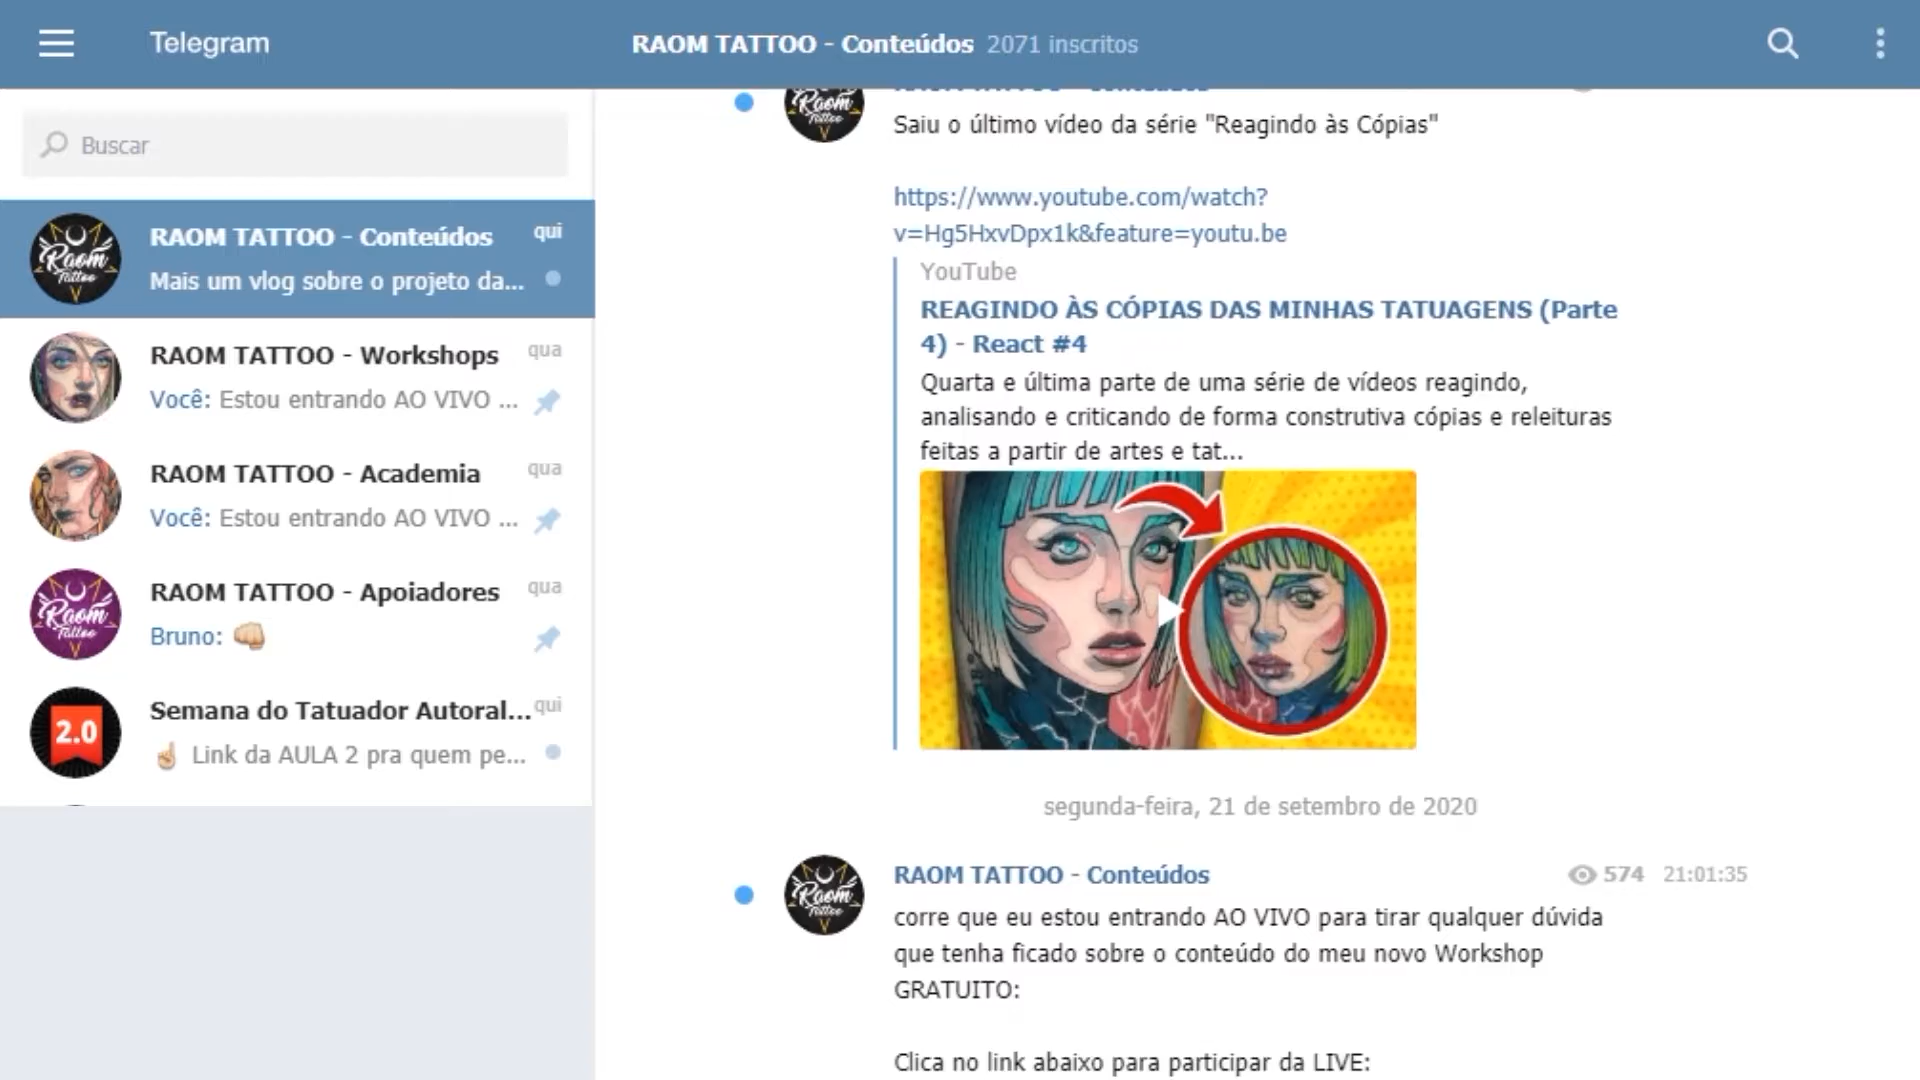 Telegram
RAOM TATTOO - Conteúdos 2071 inscritos
Buscar
RAOM TATTOO - Conteúdos qui
Mais um vlog sobre o projeto da...
RAOM TATTOO - Workshops qua
Você: Estou entrando AO VIVO ...
RAOM TATTOO - Academia qua
Você: Estou entrando AO VIVO ...
RAOM TATTOO - Apoiadores qua
Bruno: 👊🏼
2.0
Semana do Tatuador Autoral... qui
☝🏼 Link da AULA 2 pra quem pe...
Raom
Tattoo
Saiu o último vídeo da série "Reagindo às Cópias"
https://www.youtube.com/watch?
v=Hg5HxvDpx1k&feature=youtu.be
YouTube
REAGINDO ÀS CÓPIAS DAS MINHAS TATUAGENS (Parte
4) - React #4
Quarta e última parte de uma série de vídeos reagindo,
analisando e criticando de forma construtiva cópias e releituras
feitas a partir de artes e tat...
segunda-feira, 21 de setembro de 2020
Raom
Tattoo
RAOM TATTOO - Conteúdos 574 21:01:35
corre que eu estou entrando AO VIVO para tirar qualquer dúvida
que tenha ficado sobre o conteúdo do meu novo Workshop
GRATUITO:
Clica no link abaixo para participar da LIVE: